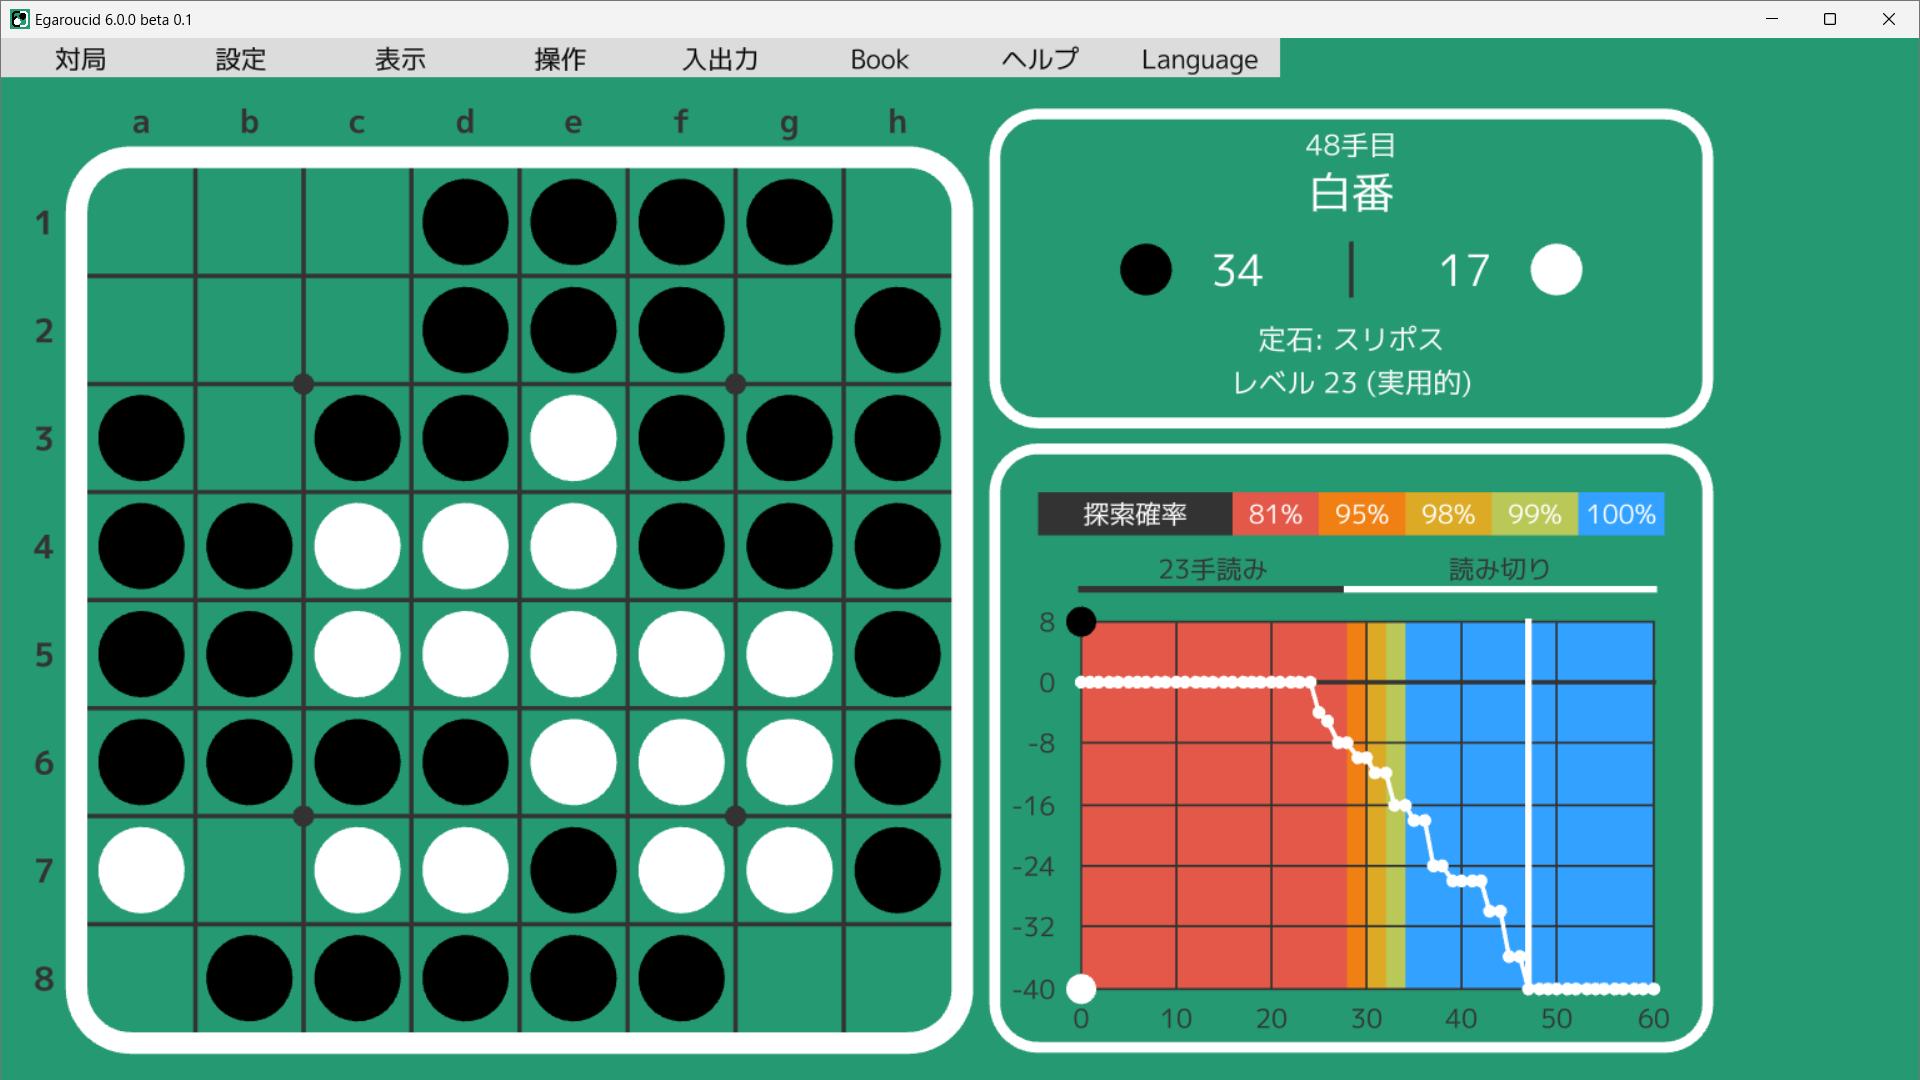 Egaroucid 6.0.0 beta 0.1
対局 設定 表示 操作 入出力 Book ヘルプ Language
a b c d e f g h
1
2
3
4
5
6
7
8
48手目
白番
34 17
定石: スリポス
レベル 23 (実用的)
探索確率 81% 95% 98% 99% 100%
23手読み 読み切り
8
0
-8
-16
-24
-32
-40
0 10 20 30 40 50 60